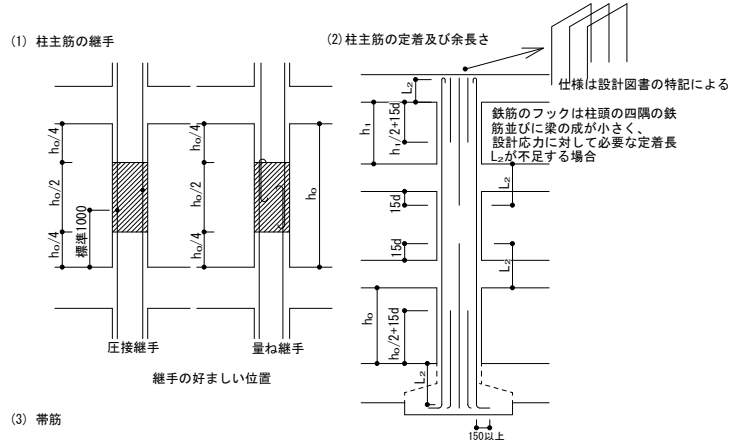 (1) 柱主筋の継手
h₀/4
h₀/2
h₀/4
標準1000
h₀/4
h₀/2
h₀/4
h₀
圧接継手
量ね継手
継手の好ましい位置
(2)柱主筋の定着及び余長さ
仕様は設計図書の特記による
鉄筋のフックは柱頭の四隅の鉄
筋並びに梁の成が小さく、
設計応力に対して必要な定着長
L₂が不足する場合
L₂
h₁
h₁/2+15d
L₂
15d
15d
L₂
h₀
h₀/2+15d
L₂
150以上
(3) 帯筋